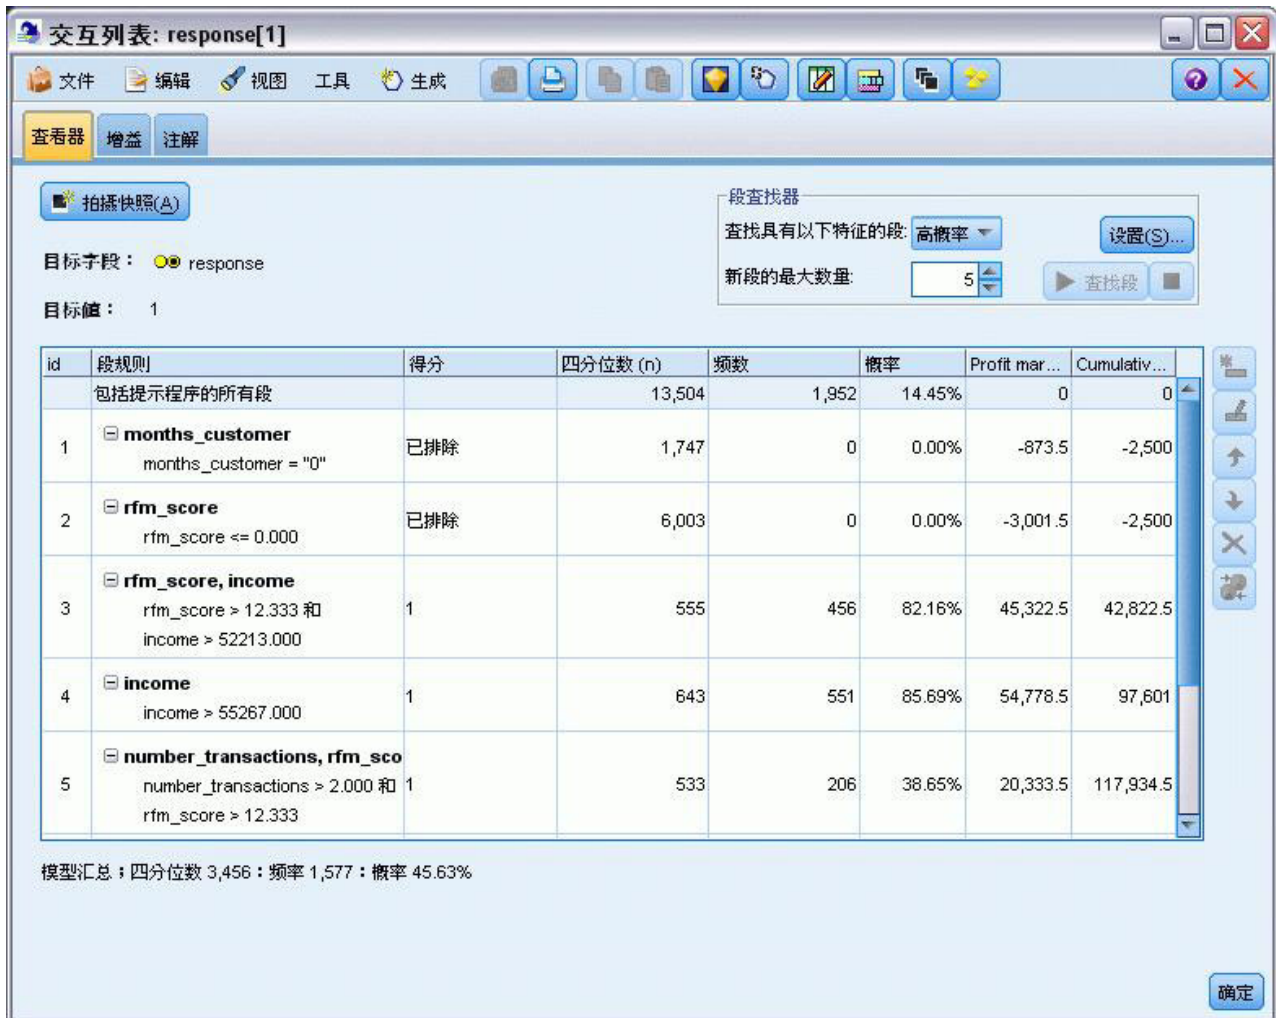 交互列表: response[1]
文件 编辑 视图 工具 生成
查看器 增益 注解
拍摄快照(A)
段查找器
查找具有以下特征的段: 高概率 设置(S)...
目标字段： response
新段的最大数量: 5 查找段
目标值： 1
id 段规则 得分 四分位数 (n) 频数 概率 Profit mar... Cumulativ...
包括提示程序的所有段 13,504 1,952 14.45% 0 0
1 months_customer 已排除 1,747 0 0.00% -873.5 -2,500
months_customer = "0"
2 rfm_score 已排除 6,003 0 0.00% -3,001.5 -2,500
rfm_score <= 0.000
rfm_score, income
3 rfm_score > 12.333 和 1 555 456 82.16% 45,322.5 42,822.5
income > 52213.000
4 income 1 643 551 85.69% 54,778.5 97,601
income > 55267.000
number_transactions, rfm_sco
5 number_transactions > 2.000 和 1 533 206 38.65% 20,333.5 117,934.5
rfm_score > 12.333
模型汇总；四分位数 3,456：频率 1,577：概率 45.63%
确定